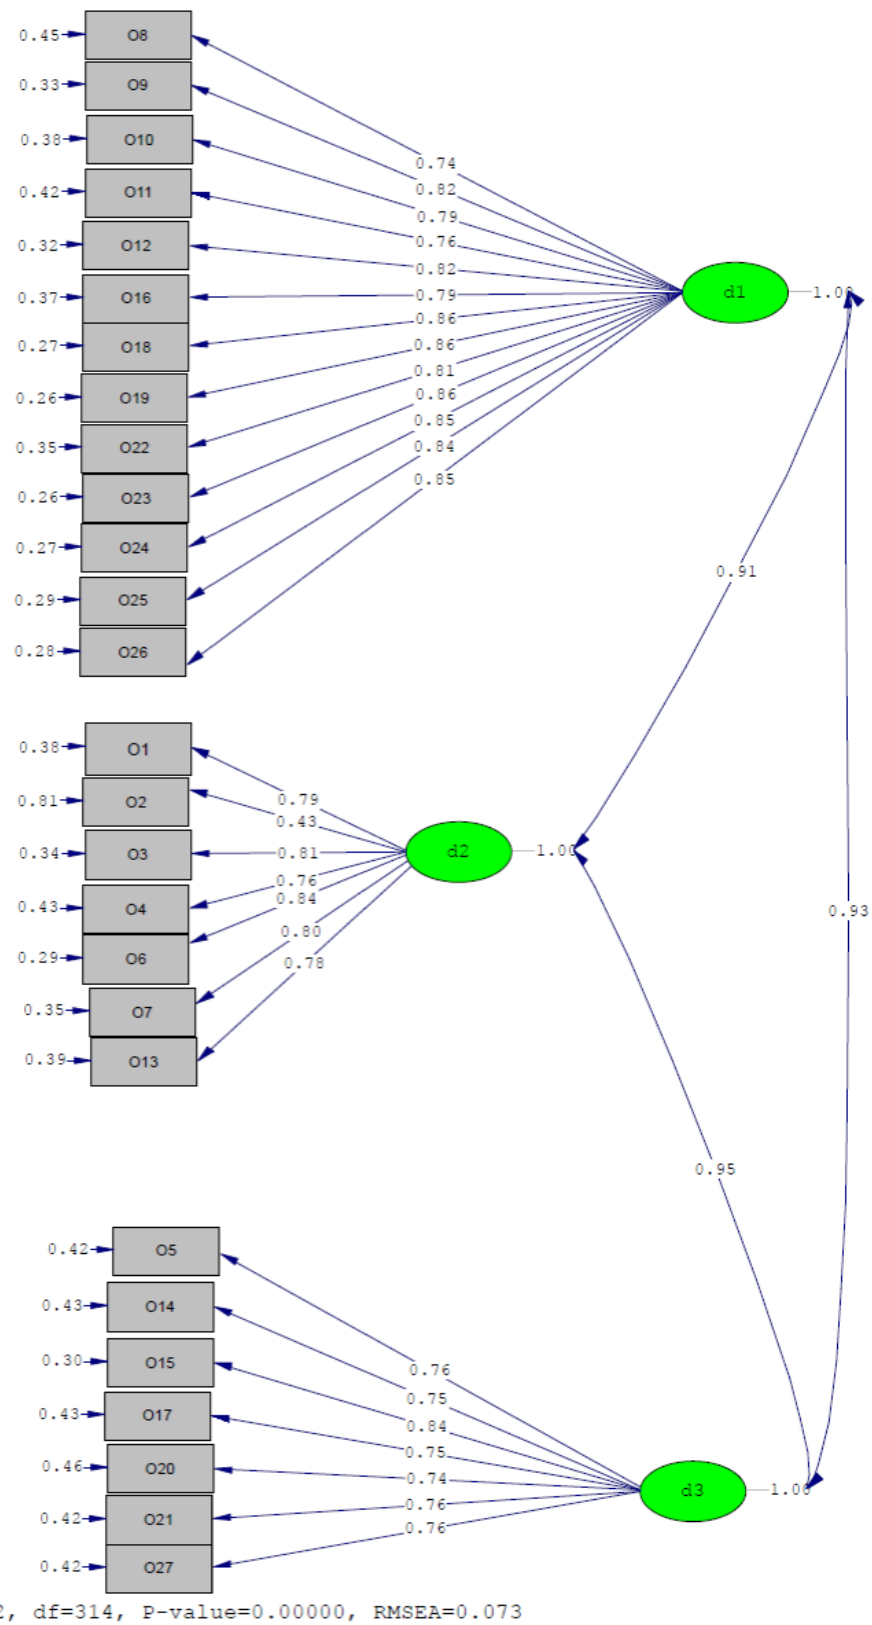 0.45 O8
0.33 O9
0.38 O10
0.42 O11
0.32 O12
0.37 O16
0.27 O18
0.26 O19
0.35 O22
0.26 O23
0.27 O24
0.29 O25
0.28 O26
0.74
0.82
0.79
0.76
0.82
0.79
0.86
0.86
0.81
0.86
0.85
0.84
0.85
d1 1.00
0.91
0.38 O1
0.81 O2
0.34 O3
0.43 O4
0.29 O6
0.35 O7
0.39 O13
0.79
0.43
0.81
0.76
0.84
0.80
0.78
d2 1.00
0.93
0.95
0.42 O5
0.43 O14
0.30 O15
0.43 O17
0.46 O20
0.42 O21
0.42 O27
0.76
0.75
0.84
0.75
0.74
0.76
0.76
d3 1.00
2, df=314, P-value=0.00000, RMSEA=0.073